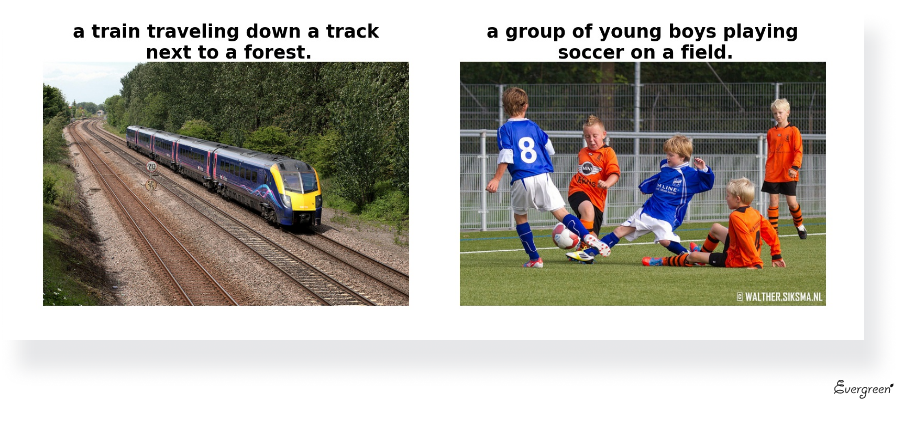 a train traveling down a track
next to a forest.
a group of young boys playing
soccer on a field.
8
© WALTHER.SIKSMA.NL
Evergreen